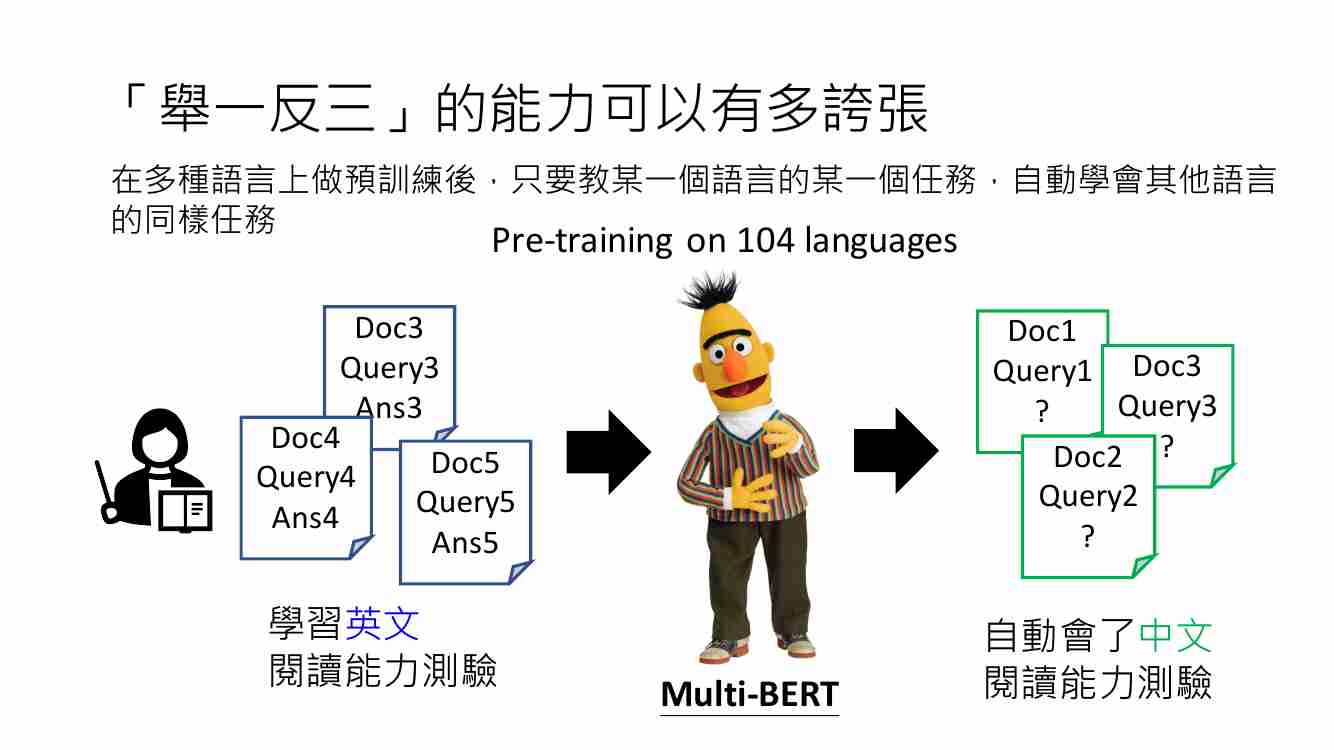 「舉一反三」的能力可以有多誇張
在多種語言上做預訓練後，只要教某一個語言的某一個任務，自動學會其他語言
的同樣任務
Pre-training on 104 languages
Doc3
Query3
Ans3
Doc4
Query4
Ans4
Doc5
Query5
Ans5
學習英文
閱讀能力測驗
Multi-BERT
Doc1
Query1
?
Doc3
Query3
?
Doc2
Query2
?
自動會了中文
閱讀能力測驗